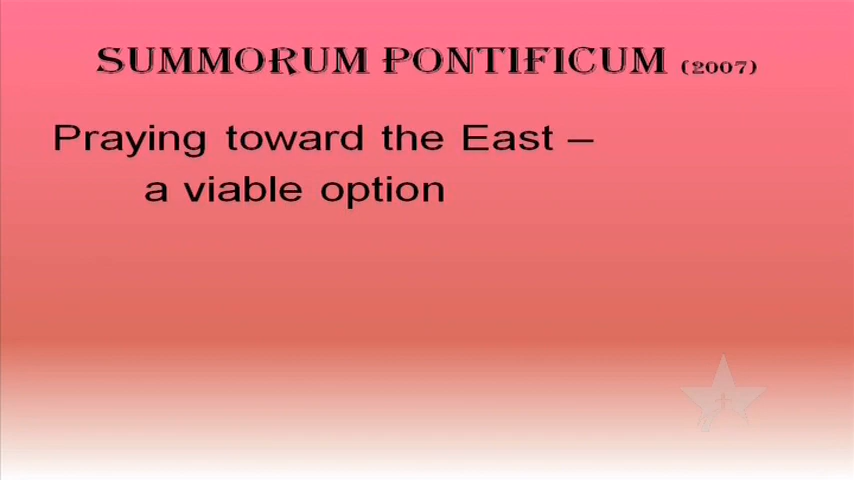 SUMMORUM PONTIFICUM (2007)
Praying toward the East –
a viable option